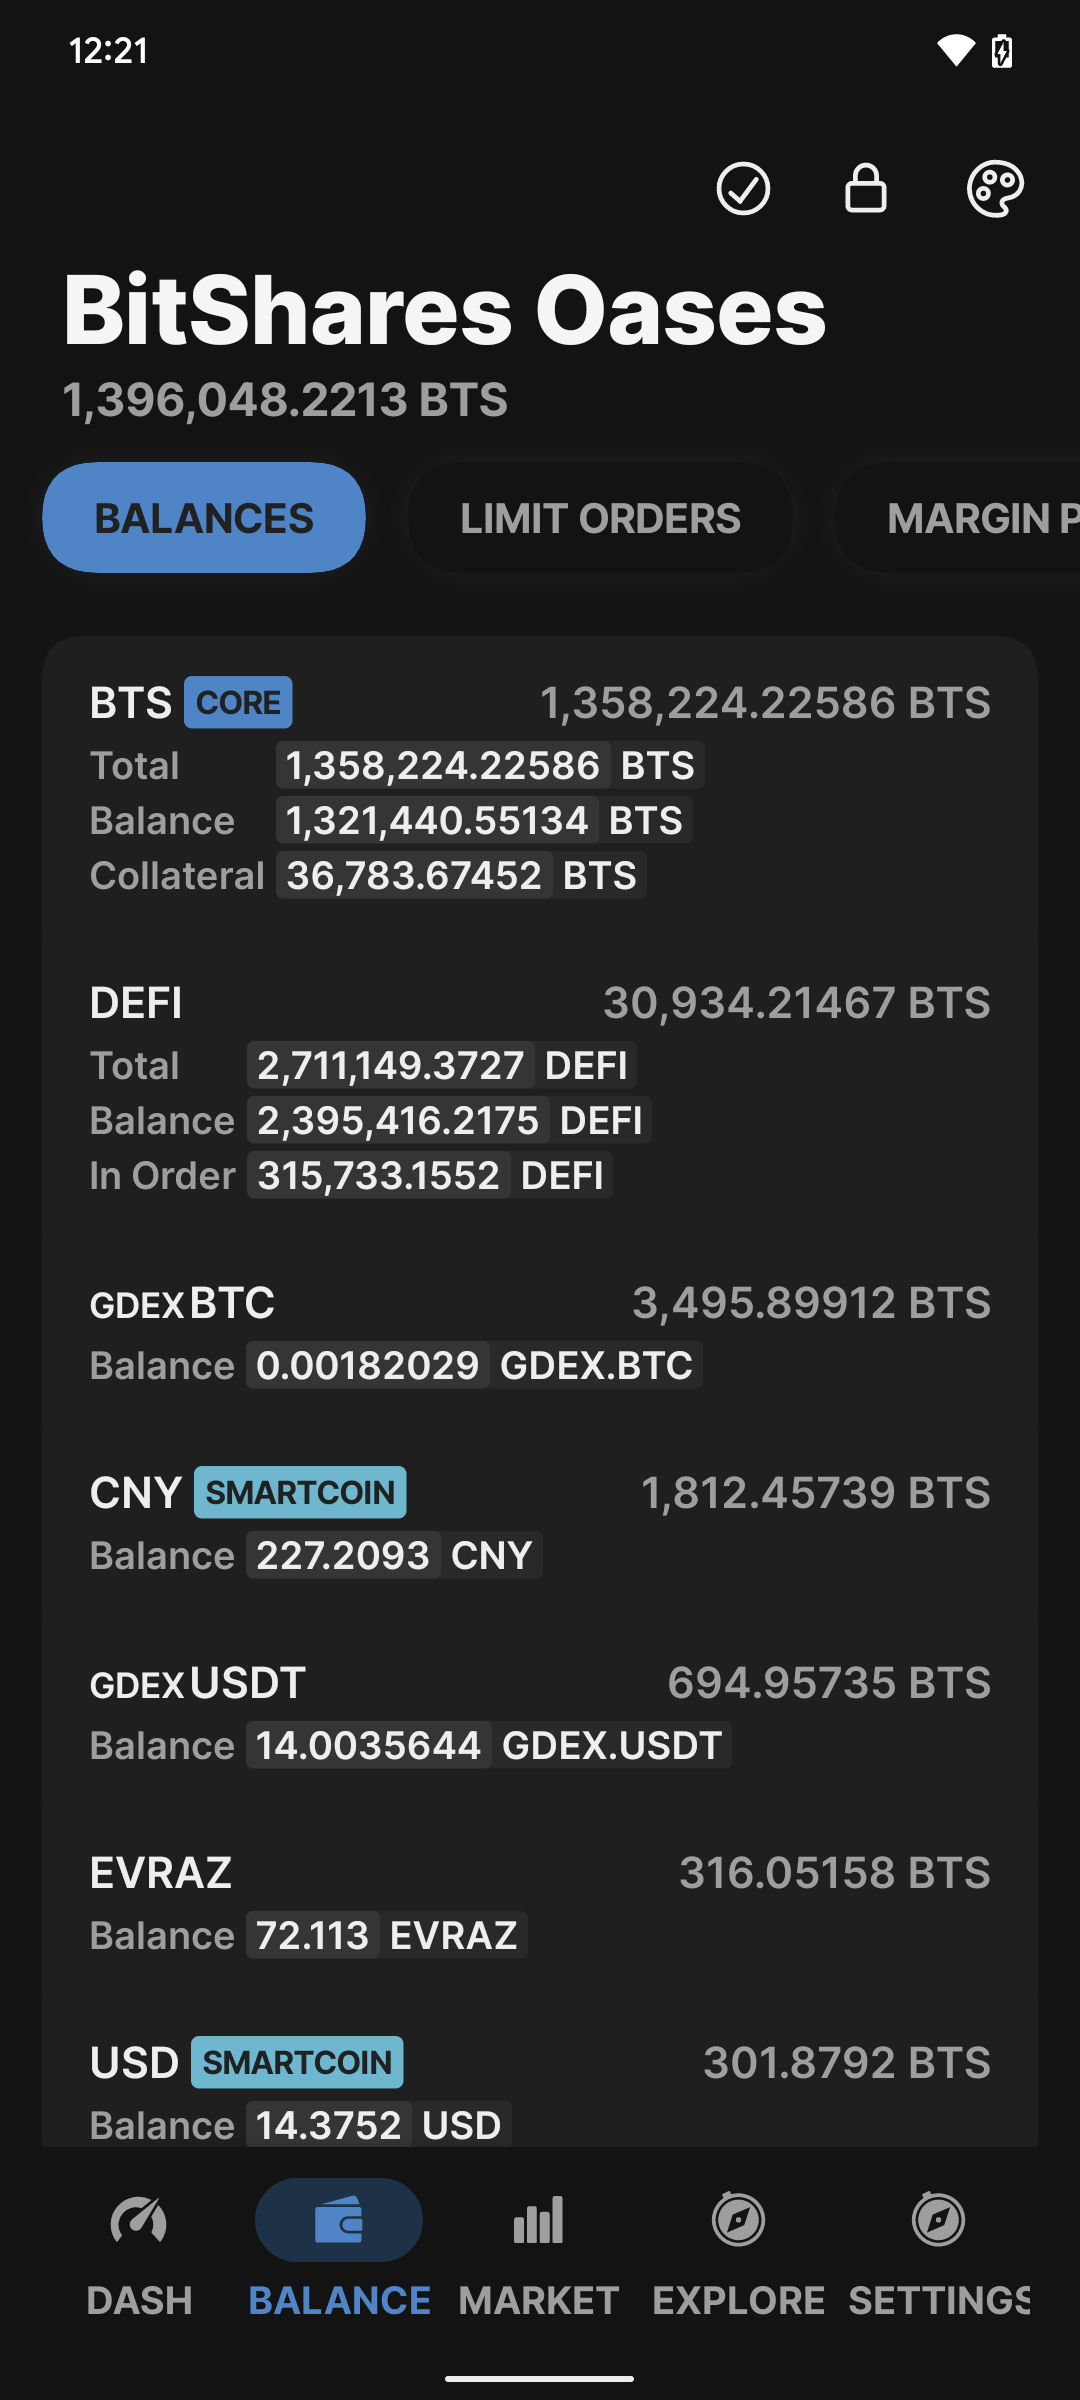 12:21
BitShares Oases
1,396,048.2213 BTS
BALANCES LIMIT ORDERS MARGIN P
BTS CORE 1,358,224.22586 BTS
Total 1,358,224.22586 BTS
Balance 1,321,440.55134 BTS
Collateral 36,783.67452 BTS
DEFI 30,934.21467 BTS
Total 2,711,149.3727 DEFI
Balance 2,395,416.2175 DEFI
In Order 315,733.1552 DEFI
GDEX BTC 3,495.89912 BTS
Balance 0.00182029 GDEX.BTC
CNY SMARTCOIN 1,812.45739 BTS
Balance 227.2093 CNY
GDEX USDT 694.95735 BTS
Balance 14.0035644 GDEX.USDT
EVRAZ 316.05158 BTS
Balance 72.113 EVRAZ
USD SMARTCOIN 301.8792 BTS
Balance 14.3752 USD
DASH BALANCE MARKET EXPLORE SETTINGS